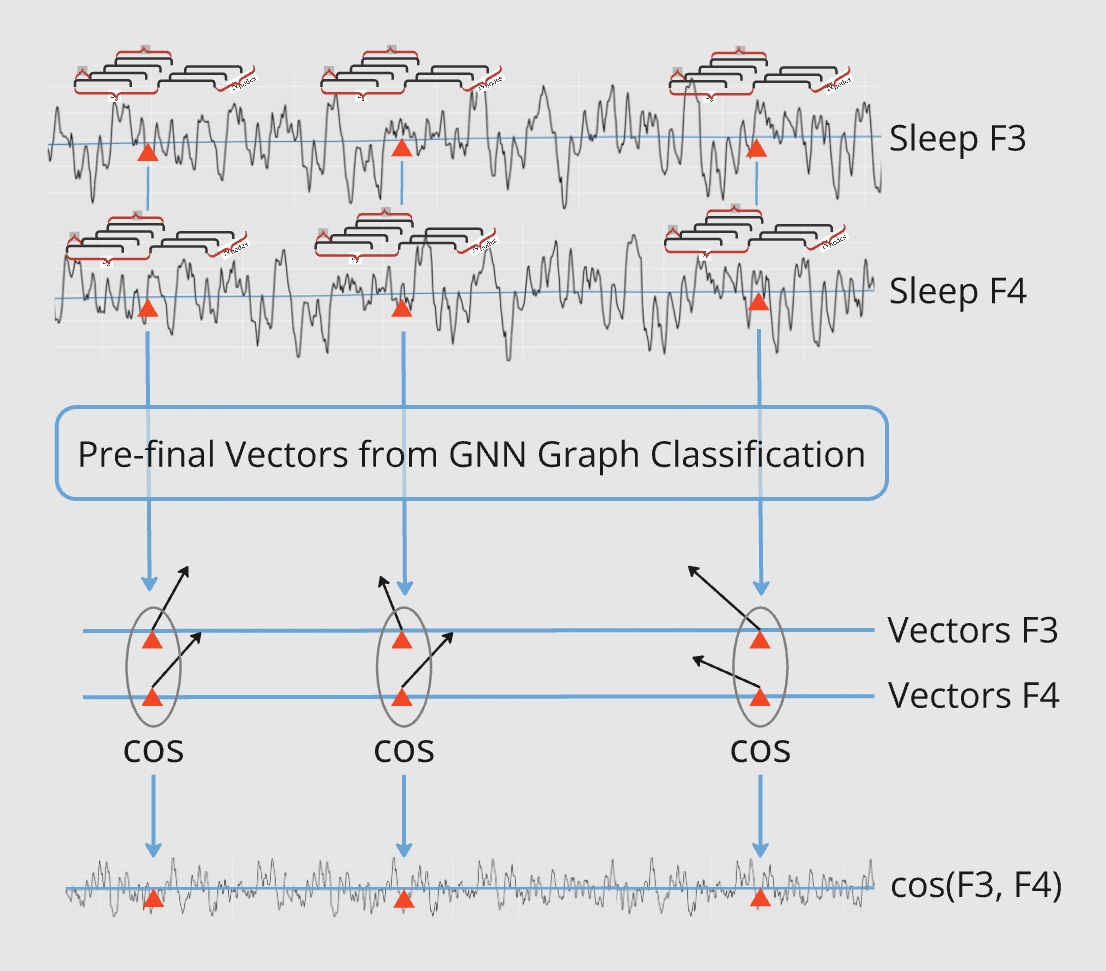 Sleep F3
Sleep F4
Pre-final Vectors from GNN Graph Classification
Vectors F3
Vectors F4
cos cos cos
cos(F3, F4)